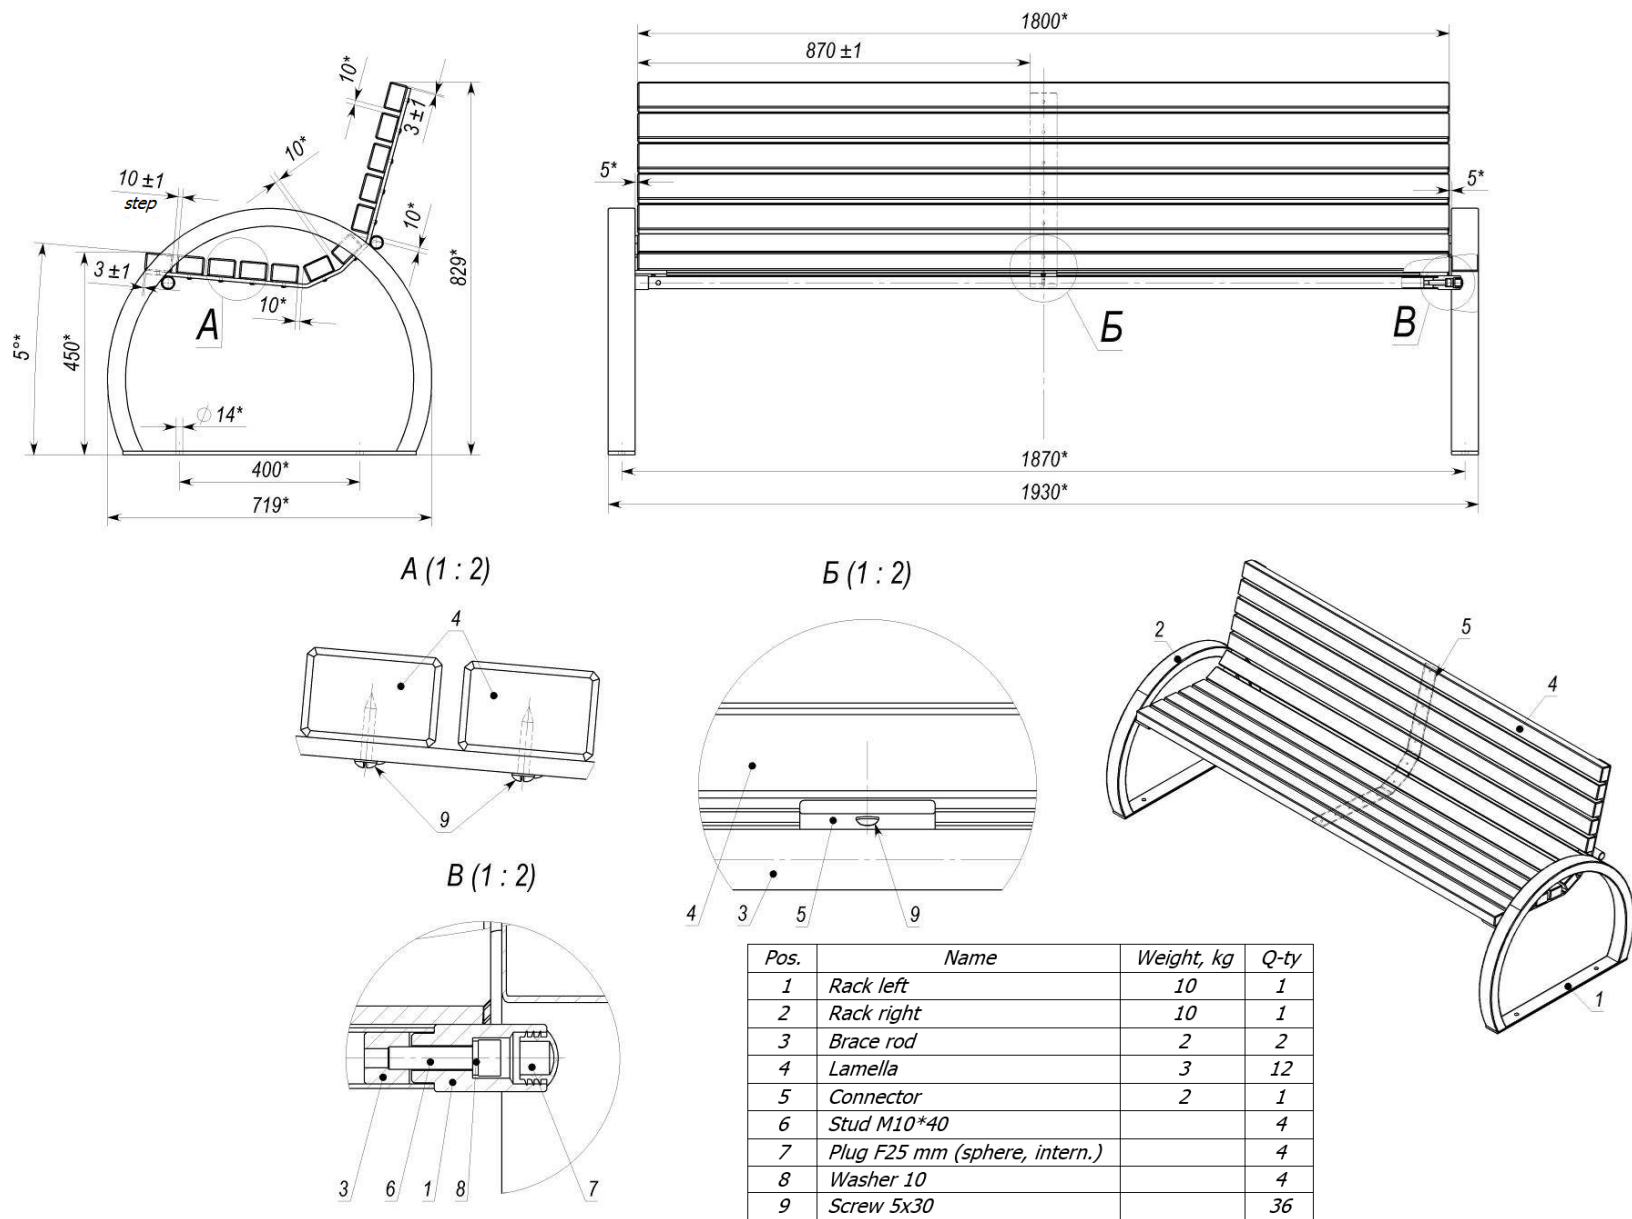 1800*
870 ±1
10*
3 ±1
10*
10 ±1
step
5*
5*
10*
829*
3 ±1
10*
А
Б
В
5°*
450*
⌀ 14*
400*
719*
1870*
1930*
А (1 : 2)
Б (1 : 2)
4
9
4
3
5
9
2
5
4
1
В (1 : 2)
3
6
1
8
7
Pos. Name Weight, kg Q-ty
1 Rack left 10 1
2 Rack right 10 1
3 Brace rod 2 2
4 Lamella 3 12
5 Connector 2 1
6 Stud M10*40 4
7 Plug F25 mm (sphere, intern.) 4
8 Washer 10 4
9 Screw 5x30 36